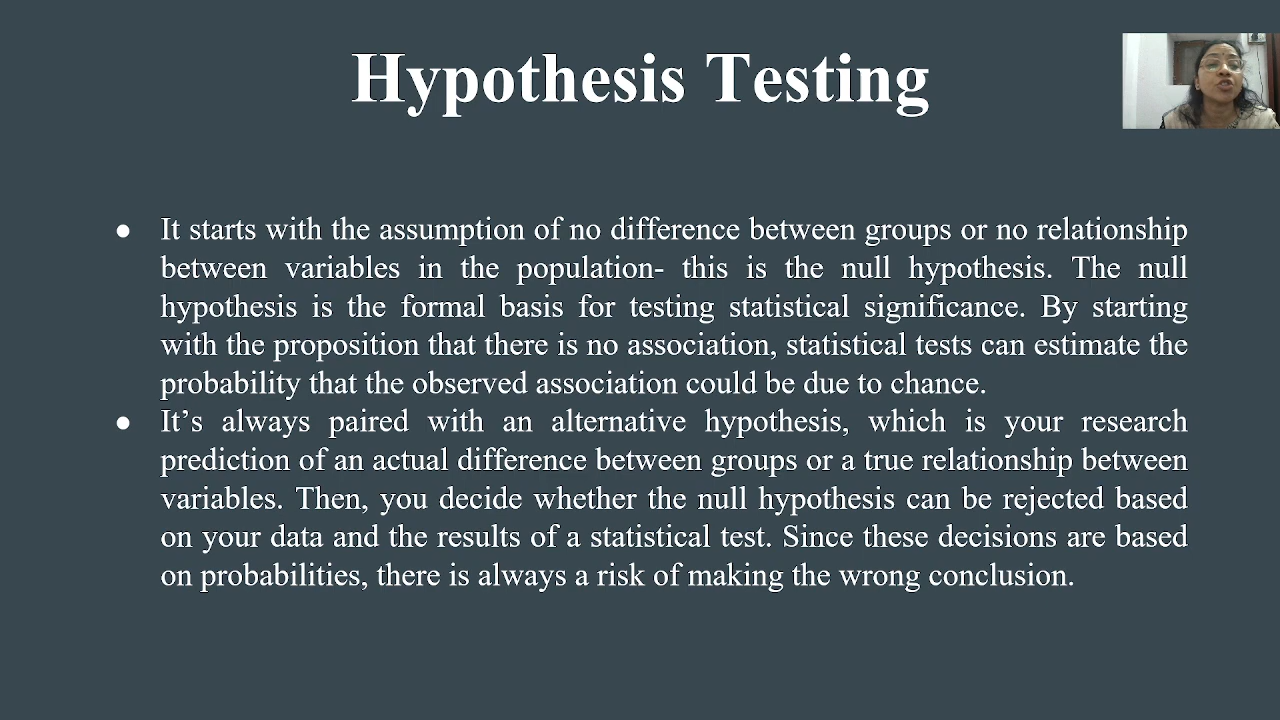 Hypothesis Testing
● It starts with the assumption of no difference between groups or no relationship
between variables in the population- this is the null hypothesis. The null
hypothesis is the formal basis for testing statistical significance. By starting
with the proposition that there is no association, statistical tests can estimate the
probability that the observed association could be due to chance.
● It’s always paired with an alternative hypothesis, which is your research
prediction of an actual difference between groups or a true relationship between
variables. Then, you decide whether the null hypothesis can be rejected based
on your data and the results of a statistical test. Since these decisions are based
on probabilities, there is always a risk of making the wrong conclusion.